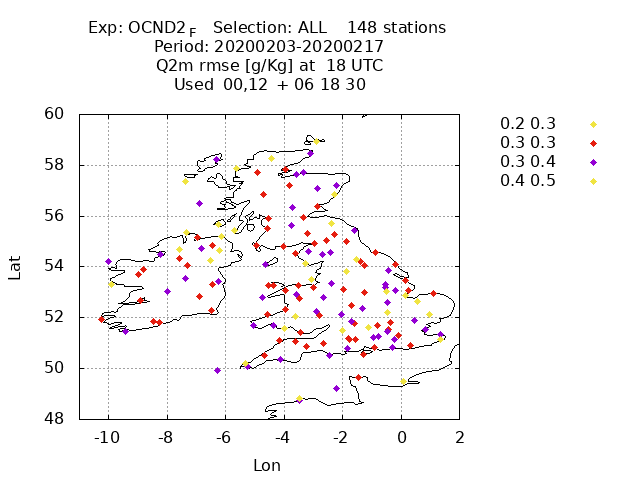 Exp: OCND2 F Selection: ALL 148 stations
Period: 20200203-20200217
Q2m rmse [g/Kg] at 18 UTC
Used 00,12 + 06 18 30
0.2 0.3
0.3 0.3
0.3 0.4
0.4 0.5
60
58
56
54
52
50
48
Lat
-10 -8 -6 -4 -2 0 2
Lon